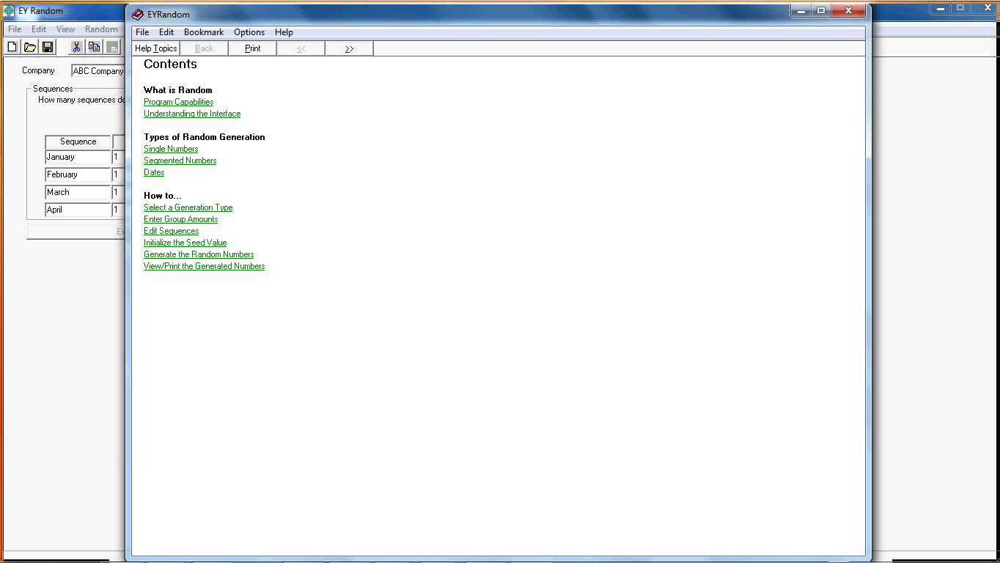 EY Random
File Edit View Random
Company ABC Company
Sequences
How many sequences
Sequence
January 1
February 1
March 1
April 1
EYRandom
File Edit Bookmark Options Help
Help Topics Back Print << >>
Contents
What is Random
Program Capabilities
Understanding the Interface
Types of Random Generation
Single Numbers
Segmented Numbers
Dates
How to...
Select a Generation Type
Enter Group Amounts
Edit Sequences
Initialize the Seed Value
Generate the Random Numbers
View/Print the Generated Numbers